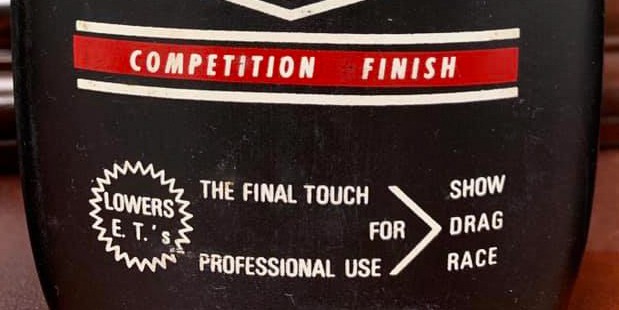 COMPETITION FINISH
LOWERS
E. T.'s
THE FINAL TOUCH
PROFESSIONAL USE
FOR
SHOW
DRAG
RACE